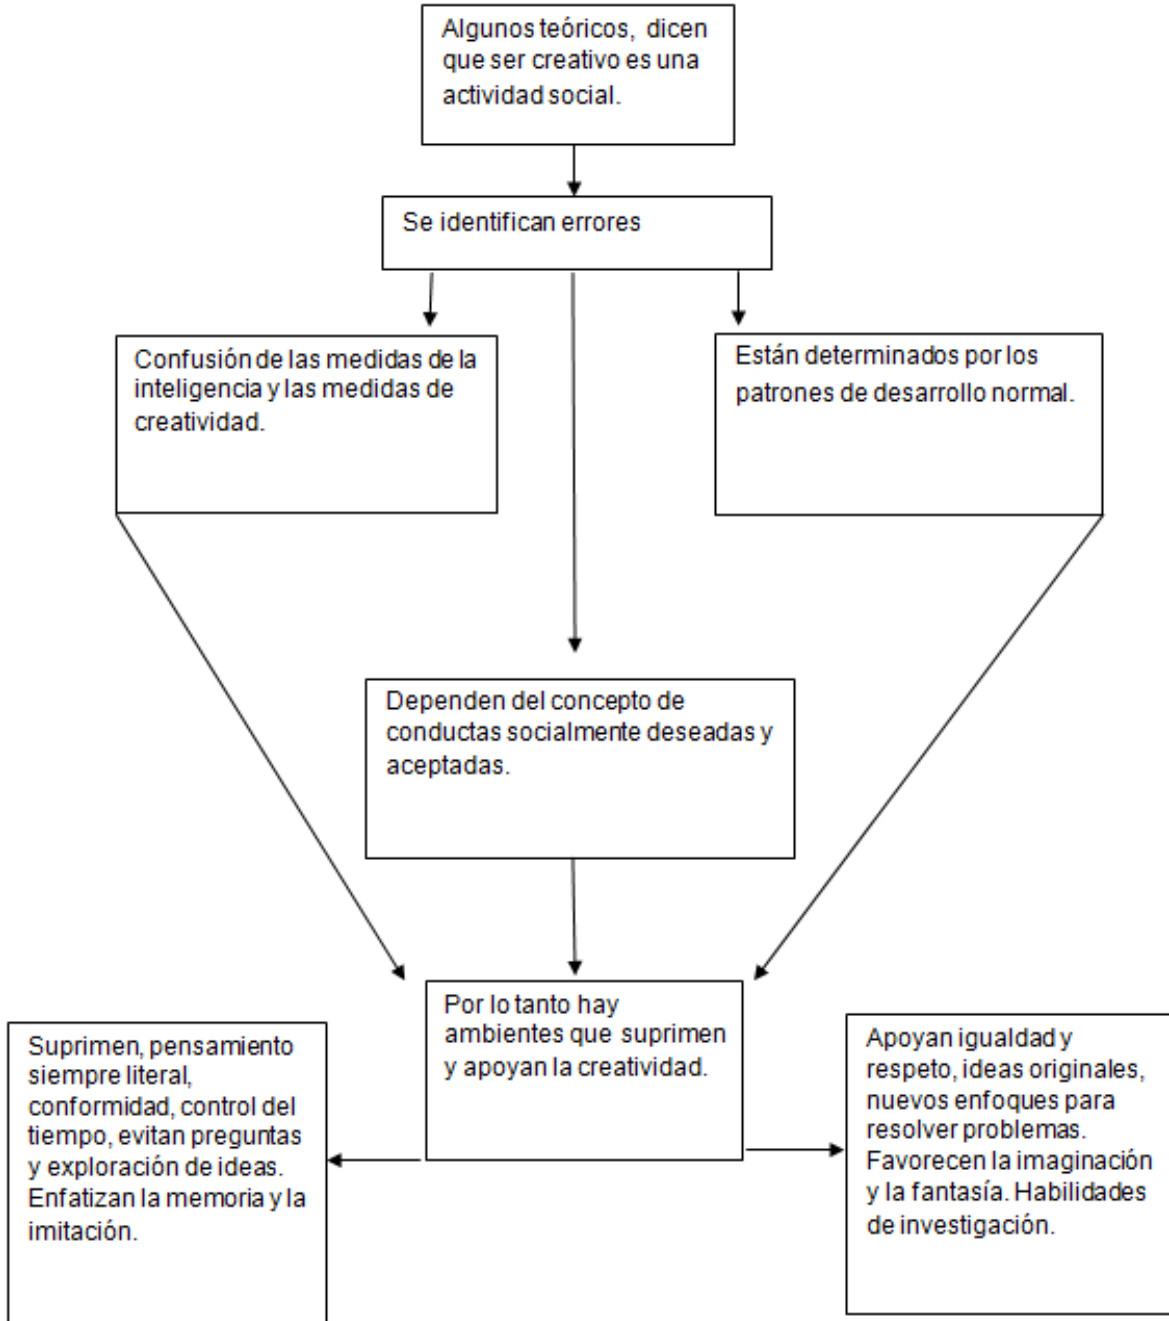 Algunos teóricos, dicen
que ser creativo es una
actividad social.
Se identifican errores
Confusión de las medidas de la
inteligencia y las medidas de
creatividad.
Están determinados por los
patrones de desarrollo normal.
Dependen del concepto de
conductas socialmente deseadas y
aceptadas.
Por lo tanto hay
ambientes que suprimen
y apoyan la creatividad.
Suprimen, pensamiento
siempre literal,
conformidad, control del
tiempo, evitan preguntas
y exploración de ideas.
Enfatizan la memoria y la
imitación.
Apoyan igualdad y
respeto, ideas originales,
nuevos enfoques para
resolver problemas.
Favorecen la imaginación
y la fantasía. Habilidades
de investigación.